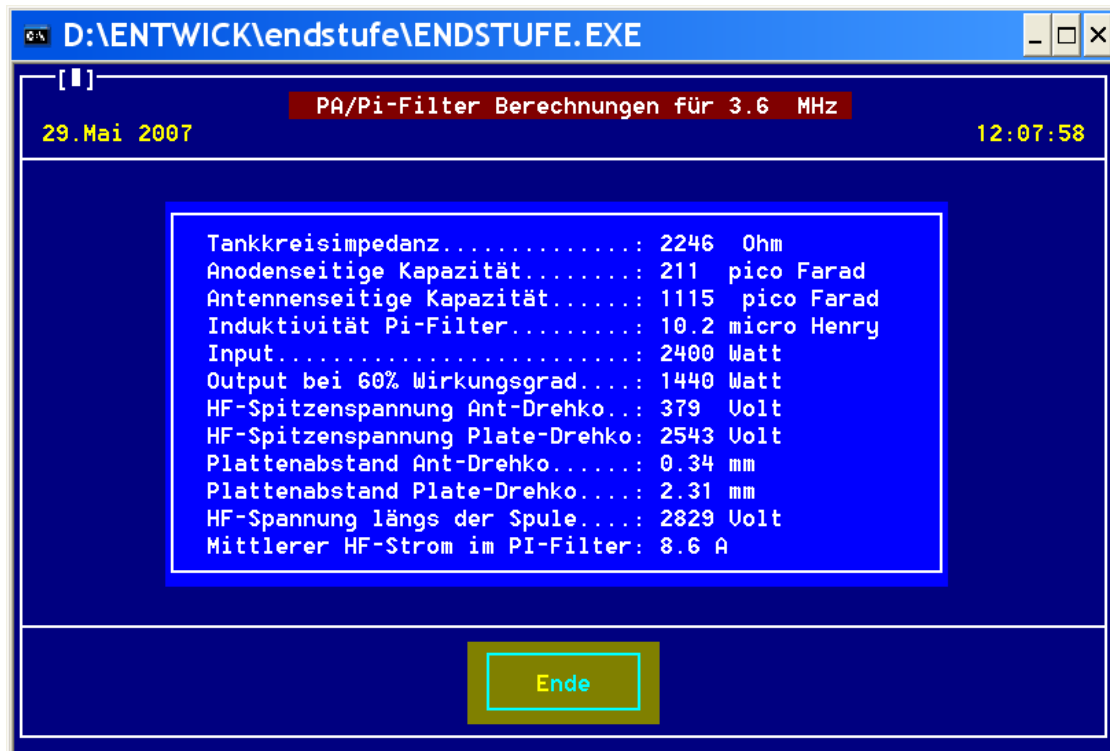 D:\ENTWICK\endstufe\ENDSTUFE.EXE
PA/Pi-Filter Berechnungen für 3.6 MHz
29.Mai 2007 12:07:58
Tankkreisimpedanz..............: 2246 Ohm
Anodenseitige Kapazität........: 211 pico Farad
Antennenseitige Kapazität......: 1115 pico Farad
Induktivität Pi-Filter.........: 10.2 micro Henry
Input..........................: 2400 Watt
Output bei 60% Wirkungsgrad....: 1440 Watt
HF-Spitzenspannung Ant-Drehko..: 379 Volt
HF-Spitzenspannung Plate-Drehko: 2543 Volt
Plattenabstand Ant-Drehko......: 0.34 mm
Plattenabstand Plate-Drehko....: 2.31 mm
HF-Spannung längs der Spule....: 2829 Volt
Mittlerer HF-Strom im PI-Filter: 8.6 A
Ende